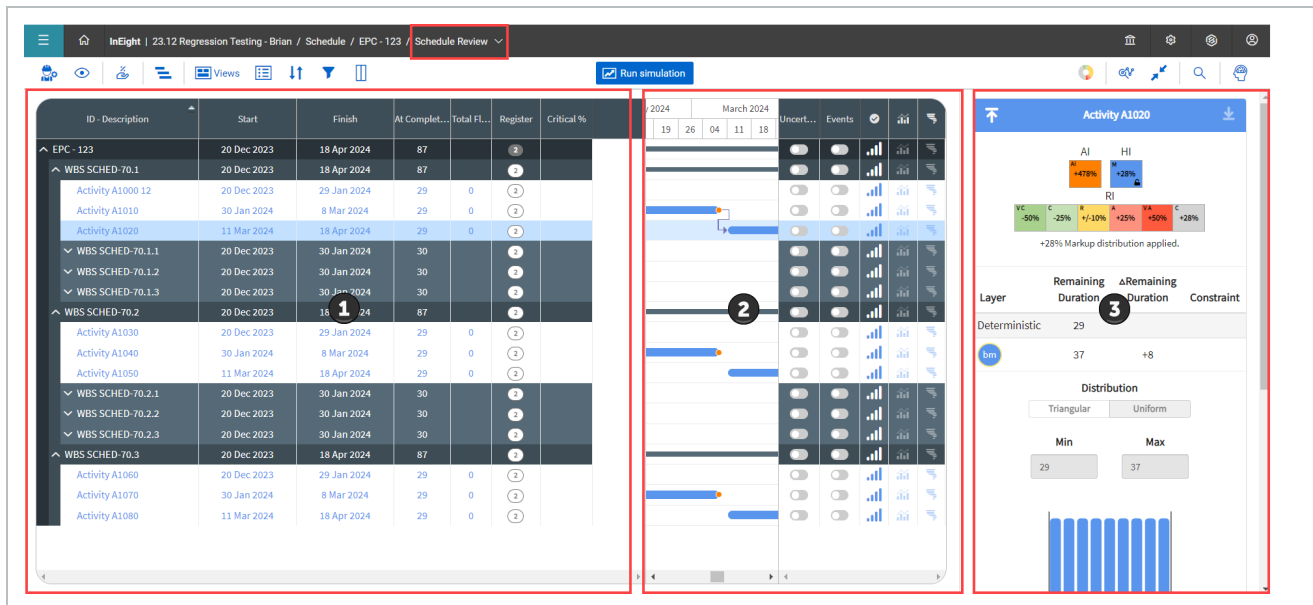 InEight | 23.12 Regression Testing - Brian / Schedule / EPC - 123 / Schedule Review
Views
Run simulation
ID - Description Start Finish At Complet... Total Fl... Register Critical %
2024 March 2024
19 26 04 11 18
Uncert... Events
EPC - 123 20 Dec 2023 18 Apr 2024 87 2
WBS SCHED-70.1 20 Dec 2023 18 Apr 2024 87 2
Activity A1000 12 20 Dec 2023 29 Jan 2024 29 0 2
Activity A1010 30 Jan 2024 8 Mar 2024 29 0 2
Activity A1020 11 Mar 2024 18 Apr 2024 29 0 2
WBS SCHED-70.1.1 20 Dec 2023 30 Jan 2024 30 2
WBS SCHED-70.1.2 20 Dec 2023 30 Jan 2024 30 2
WBS SCHED-70.1.3 20 Dec 2023 30 Jan 2024 30 2
WBS SCHED-70.2 20 Dec 2023 18 24 87 2
Activity A1030 20 Dec 2023 29 Jan 2024 29 0 2
Activity A1040 30 Jan 2024 8 Mar 2024 29 0 2
Activity A1050 11 Mar 2024 18 Apr 2024 29 0 2
WBS SCHED-70.2.1 20 Dec 2023 30 Jan 2024 30 2
WBS SCHED-70.2.2 20 Dec 2023 30 Jan 2024 30 2
WBS SCHED-70.2.3 20 Dec 2023 30 Jan 2024 30 2
WBS SCHED-70.3 20 Dec 2023 18 Apr 2024 87 2
Activity A1060 20 Dec 2023 29 Jan 2024 29 0 2
Activity A1070 30 Jan 2024 8 Mar 2024 29 0 2
Activity A1080 11 Mar 2024 18 Apr 2024 29 0 2
1
2
Activity A1020
AI HI
AI M
+478% +28%
RI
VC C R A VA C
-50% -25% +/-10% +25% +50% +28%
+28% Markup distribution applied.
Layer Remaining Duration ΔRemaining Duration Constraint
3
Deterministic 29
bm 37 +8
Distribution
Triangular Uniform
Min Max
29 37